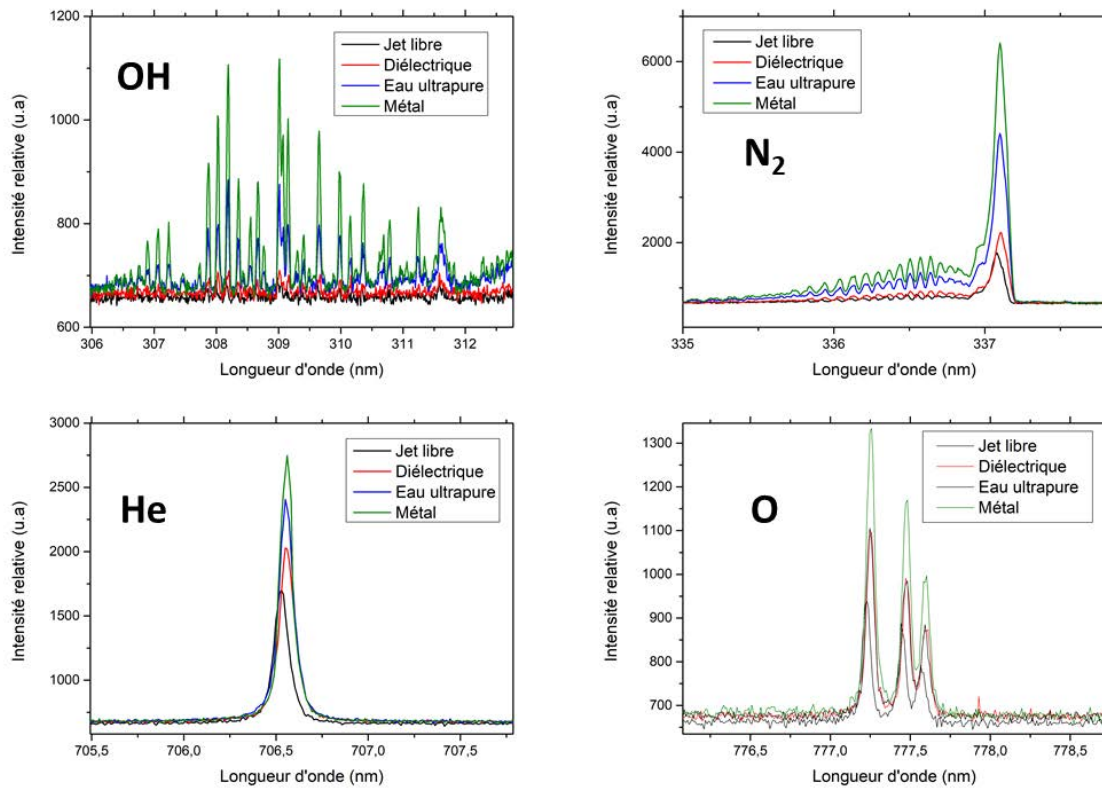 OH
Jet libre
Diélectrique
Eau ultrapure
Métal
1200
1000
800
600
306 307 308 309 310 311 312
Intensité relative (u.a)
Longueur d'onde (nm)
N2
Jet libre
Diélectrique
Eau ultrapure
Métal
6000
4000
2000
335 336 337
Intensité relative (u.a)
Longueur d'onde (nm)
He
Jet libre
Diélectrique
Eau ultrapure
Métal
3000
2500
2000
1500
1000
705,5 706,0 706,5 707,0 707,5
Intensité relative (u.a)
Longueur d'onde (nm)
O
Jet libre
Diélectrique
Eau ultrapure
Métal
1300
1200
1100
1000
900
800
700
776,5 777,0 777,5 778,0 778,5
Intensité relative (u.a)
Longueur d'onde (nm)